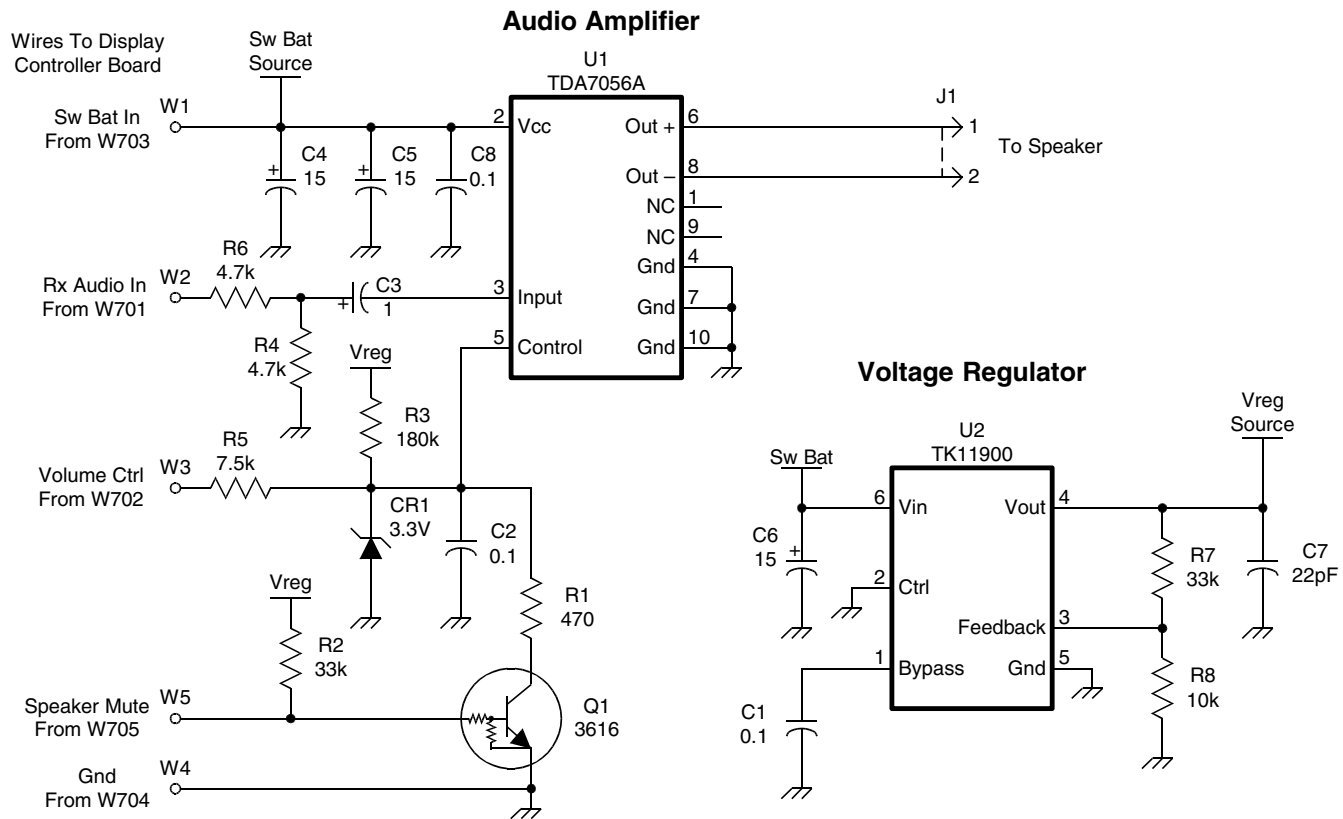 Audio Amplifier
Wires To Display
Controller Board
Sw Bat
Source
U1
TDA7056A
Sw Bat In
From W703
W1
C4
15
+
C5
15
+
C8
0.1
2
Vcc
Out +
6
Out –
8
NC
1
NC
9
Gnd
4
Gnd
7
Gnd
10
J1
1
2
To Speaker
Rx Audio In
From W701
W2
R6
4.7k
R4
4.7k
+
C3
1
3
Input
5
Control
Vreg
R3
180k
Volume Ctrl
From W702
W3
R5
7.5k
CR1
3.3V
C2
0.1
R1
470
Vreg
R2
33k
Speaker Mute
From W705
W5
Q1
3616
Gnd
From W704
W4
Voltage Regulator
Vreg
Source
U2
TK11900
Sw Bat
6
Vin
Vout
4
C6
15
+
2
Ctrl
R7
33k
C7
22pF
Feedback
3
1
Bypass
Gnd
5
R8
10k
C1
0.1